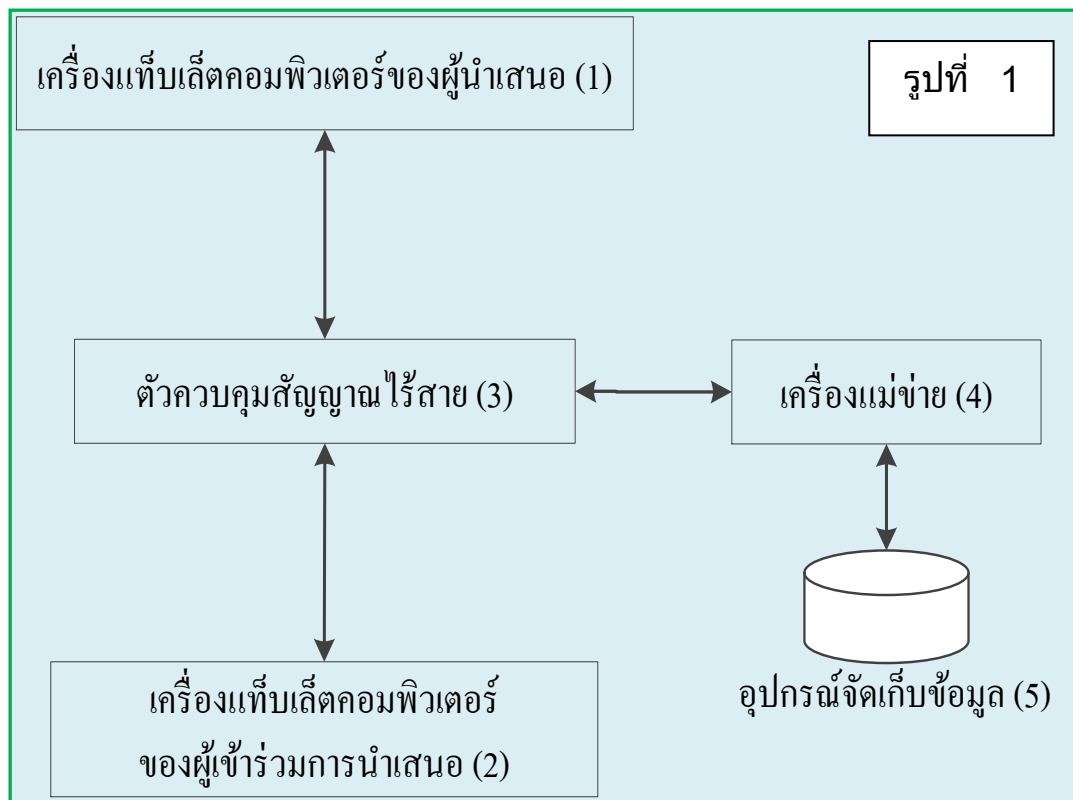 เครื่องแท็บเล็ตคอมพิวเตอร์ของผู้นำเสนอ (1)
รูปที่ 1
ตัวควบคุมสัญญาณไร้สาย (3)
เครื่องแม่ข่าย (4)
เครื่องแท็บเล็ตคอมพิวเตอร์
ของผู้เข้าร่วมการนำเสนอ (2)
อุปกรณ์จัดเก็บข้อมูล (5)